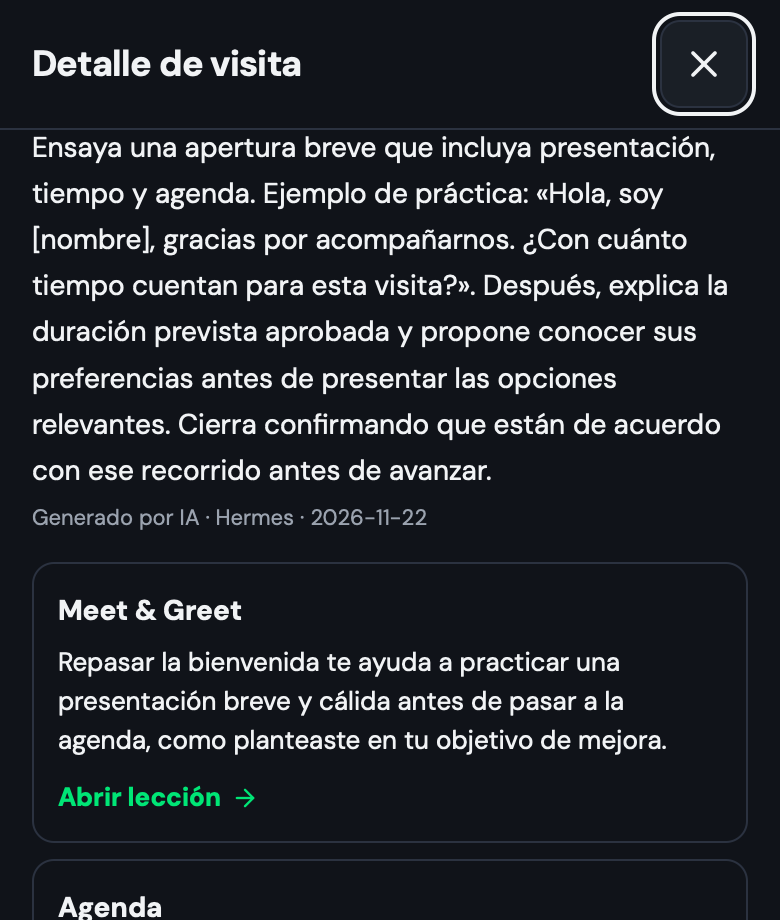 Detalle de visita
Ensaya una apertura breve que incluya presentación,
tiempo y agenda. Ejemplo de práctica: «Hola, soy
[nombre], gracias por acompañarnos. ¿Con cuánto
tiempo cuentan para esta visita?». Después, explica la
duración prevista aprobada y propone conocer sus
preferencias antes de presentar las opciones
relevantes. Cierra confirmando que están de acuerdo
con ese recorrido antes de avanzar.
Generado por IA · Hermes · 2026-11-22
Meet & Greet
Repasar la bienvenida te ayuda a practicar una
presentación breve y cálida antes de pasar a la
agenda, como planteaste en tu objetivo de mejora.
Abrir lección →
Agenda